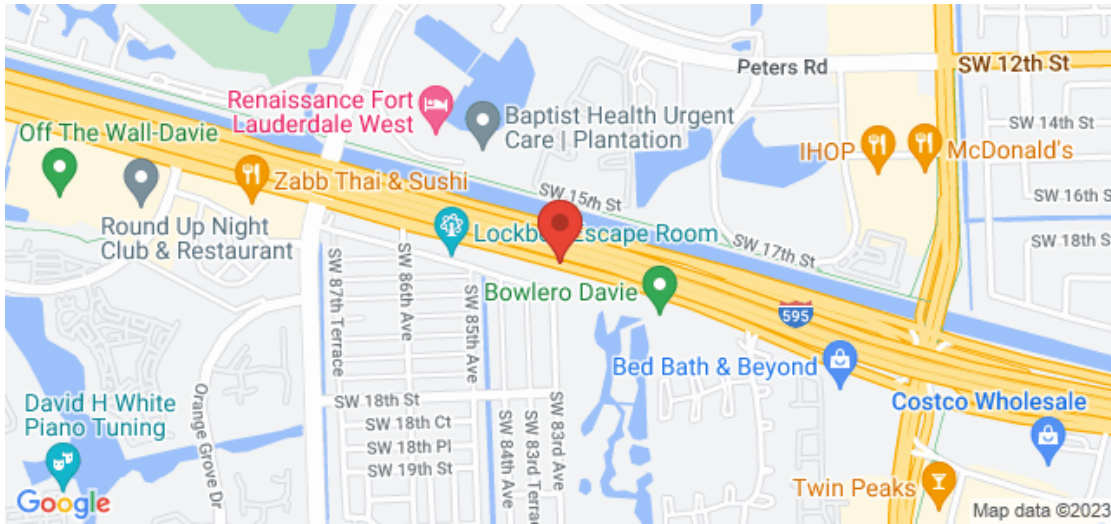 Peters Rd
SW 12th St
Renaissance Fort
Lauderdale West
Baptist Health Urgent
Care | Plantation
SW 14th St
IHOP
McDonald's
Off The Wall-Davie
Zabb Thai & Sushi
SW 15th St
SW 16th St
Round Up Night
Club & Restaurant
Lockbox Escape Room
SW 17th St
SW 18th St
SW 87th Terrace
SW 86th Ave
SW 85th Ave
Bowlero Davie
595
Bed Bath & Beyond
Orange Grove Dr
David H White
Piano Tuning
SW 18th St
SW 18th Ct
SW 18th Pl
SW 19th St
SW 84th Ave
SW 83rd Terrace
SW 83rd Ave
Costco Wholesale
Twin Peaks
Google
Map data ©2023